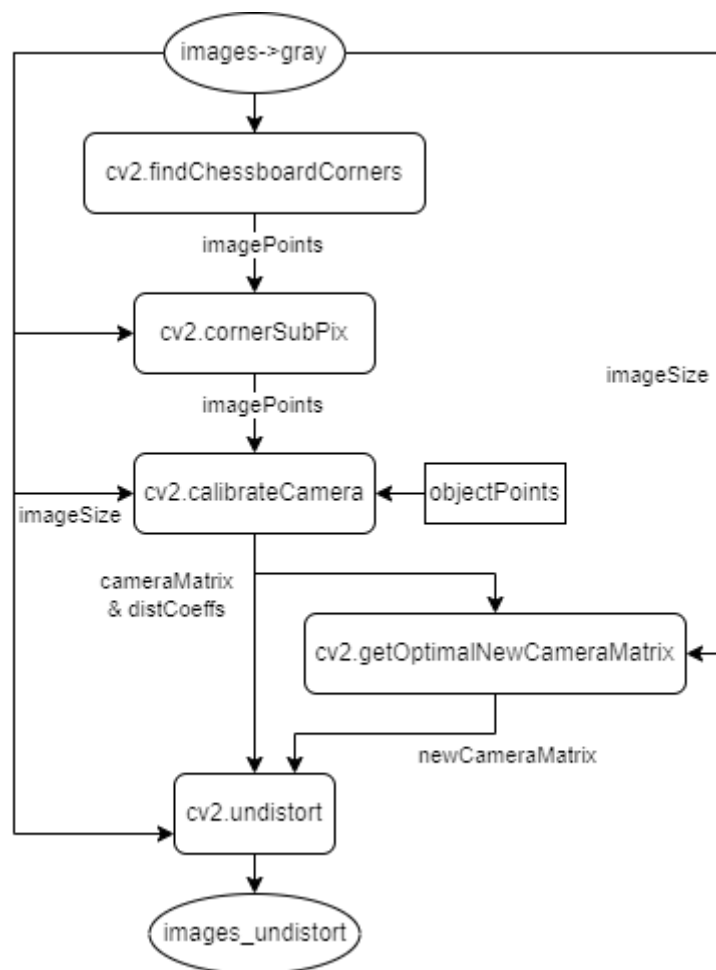 images->gray
cv2.findChessboardCorners
imagePoints
cv2.cornerSubPix
imageSize
imagePoints
cv2.calibrateCamera
objectPoints
imageSize
cameraMatrix
& distCoeffs
cv2.getOptimalNewCameraMatrix
newCameraMatrix
cv2.undistort
images_undistort